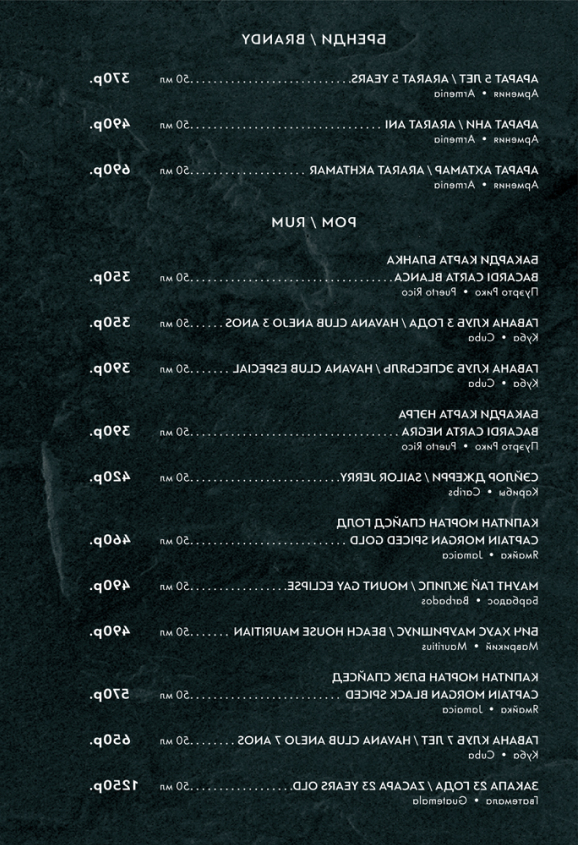 БРЕНДИ / BRANDY
АРАРАТ 5 ЛЕТ / ARARAT 5 YEARS............................50 мл 370р.
Армения • Armenia
АРАРАТ АНИ / ARARAT ANI ..................................50 мл 490р.
Армения • Armenia
АРАРАТ АХТАМАР / ARARAT AKHTAMAR ....................50 мл 690р.
Армения • Armenia
РОМ / RUM
БАКАРДИ КАРТА БЛАНКА
BACARDI CARTA BLANCA...................................50 мл 350р.
Пуэрто Рико • Puerto Rico
ГАВАНА КЛУБ 3 ГОДА / HAVANA CLUB ANEJO 3 ANOS ......50 мл 350р.
Куба • Cuba
ГАВАНА КЛУБ ЭСПЕСЬЯЛЬ / HAVANA CLUB ESPECIAL .......50 мл 390р.
Куба • Cuba
БАКАРДИ КАРТА НЭГРА
BACARDI CARTA NEGRA ..................................50 мл 390р.
Пуэрто Рико • Puerto Rico
СЭЙЛОР ДЖЕРРИ / SAILOR JERRY..........................50 мл 420р.
Карибы • Caribs
КАПИТАН МОРГАН СПАЙСД ГОЛД
CAPTAIN MORGAN SPICED GOLD ..........................50 мл 460р.
Ямайка • Jamaica
МАУНТ ГАЙ ЭКЛИПС / MOUNT GAY ECLIPSE.................50 мл 490р.
Барбадос • Barbados
БИЧ ХАУС МАУРИШИУС / BEACH HOUSE MAURITIAN .......50 мл 490р.
Маврикий • Mauritius
КАПИТАН МОРГАН БЛЭК СПАЙСЕД
CAPTAIN MORGAN BLACK SPICED .........................50 мл 570р.
Ямайка • Jamaica
ГАВАНА КЛУБ 7 ЛЕТ / HAVANA CLUB ANEJO 7 ANOS ........50 мл 650р.
Куба • Cuba
ЗАКАПА 23 ГОДА / ZACAPA 23 YEARS OLD.................50 мл 1250р.
Гватемала • Guatemala